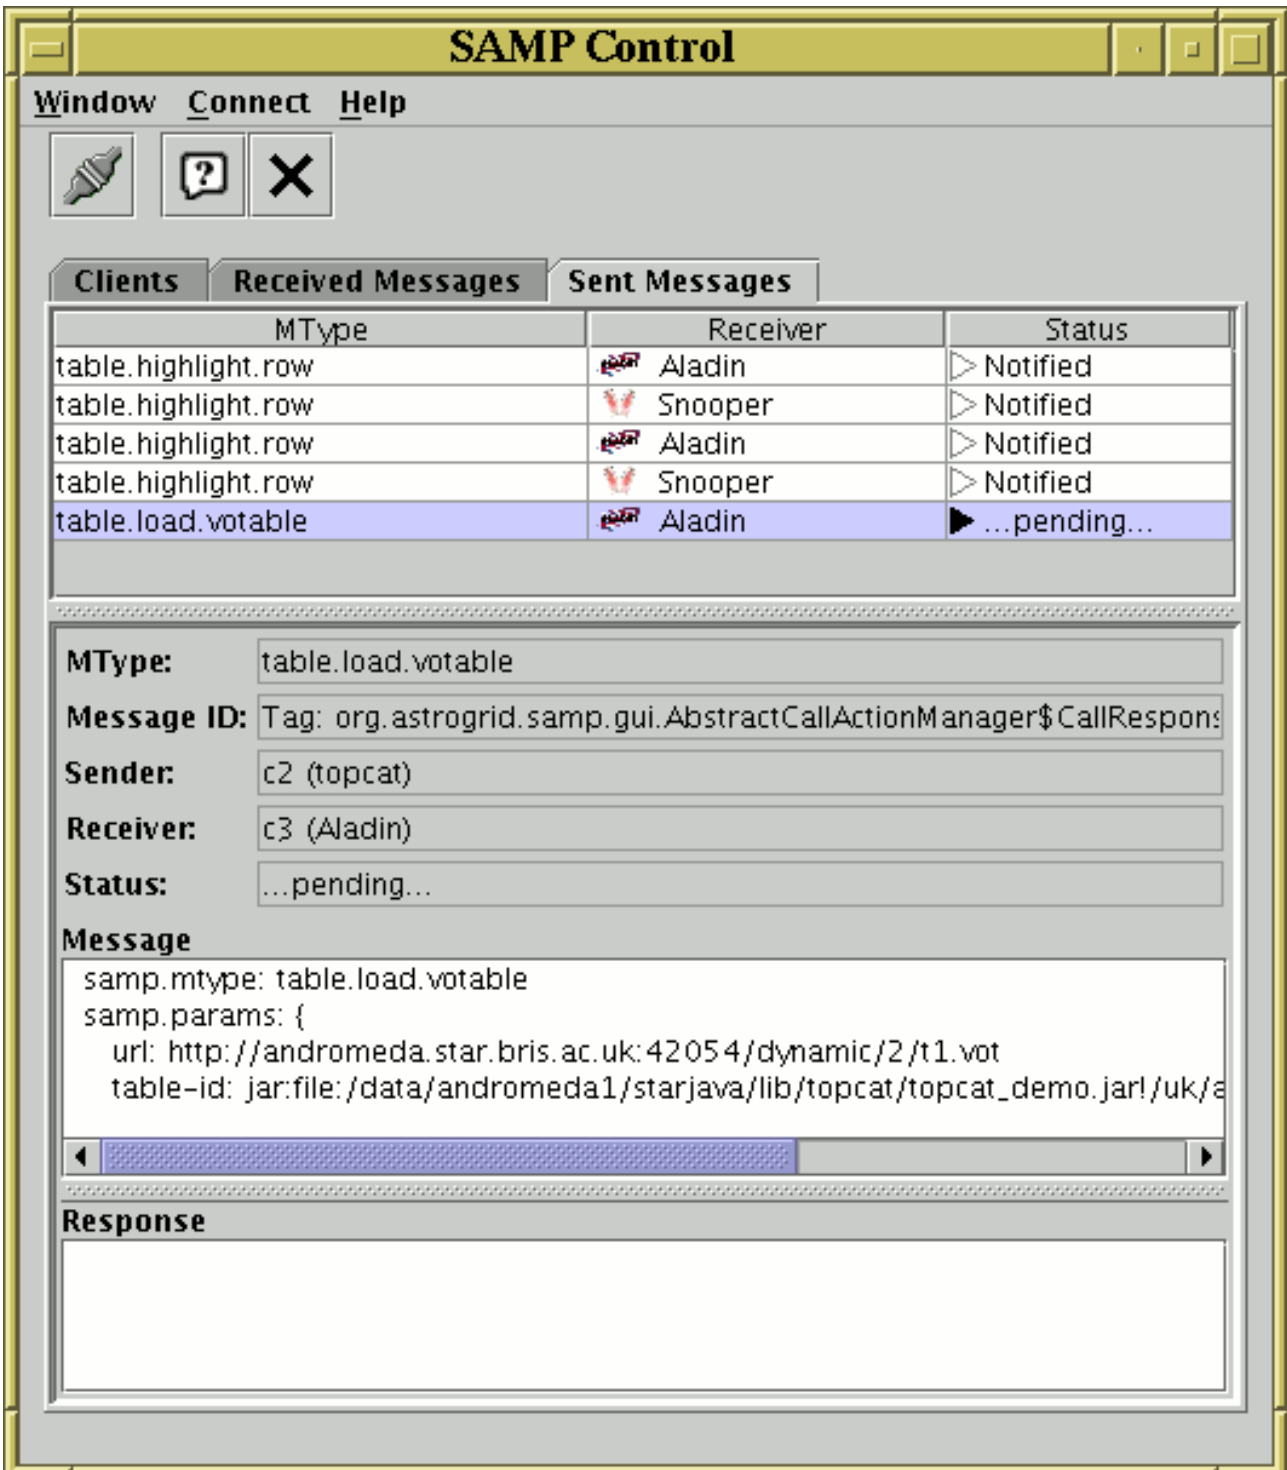 SAMP Control
Window Connect Help
Clients Received Messages Sent Messages
MType Receiver Status
table.highlight.row Aladin Notified
table.highlight.row Snooper Notified
table.highlight.row Aladin Notified
table.highlight.row Snooper Notified
table.load.votable Aladin ...pending...
MType: table.load.votable
Message ID: Tag: org.astrogrid.samp.gui.AbstractCallActionManager$CallRespons
Sender: c2 (topcat)
Receiver: c3 (Aladin)
Status: ...pending...
Message
samp.mtype: table.load.votable
samp.params: {
url: http://andromeda.star.bris.ac.uk:42054/dynamic/2/t1.vot
table-id: jar:file:/data/andromeda1/starjava/lib/topcat/topcat_demo.jar!/uk/a
Response